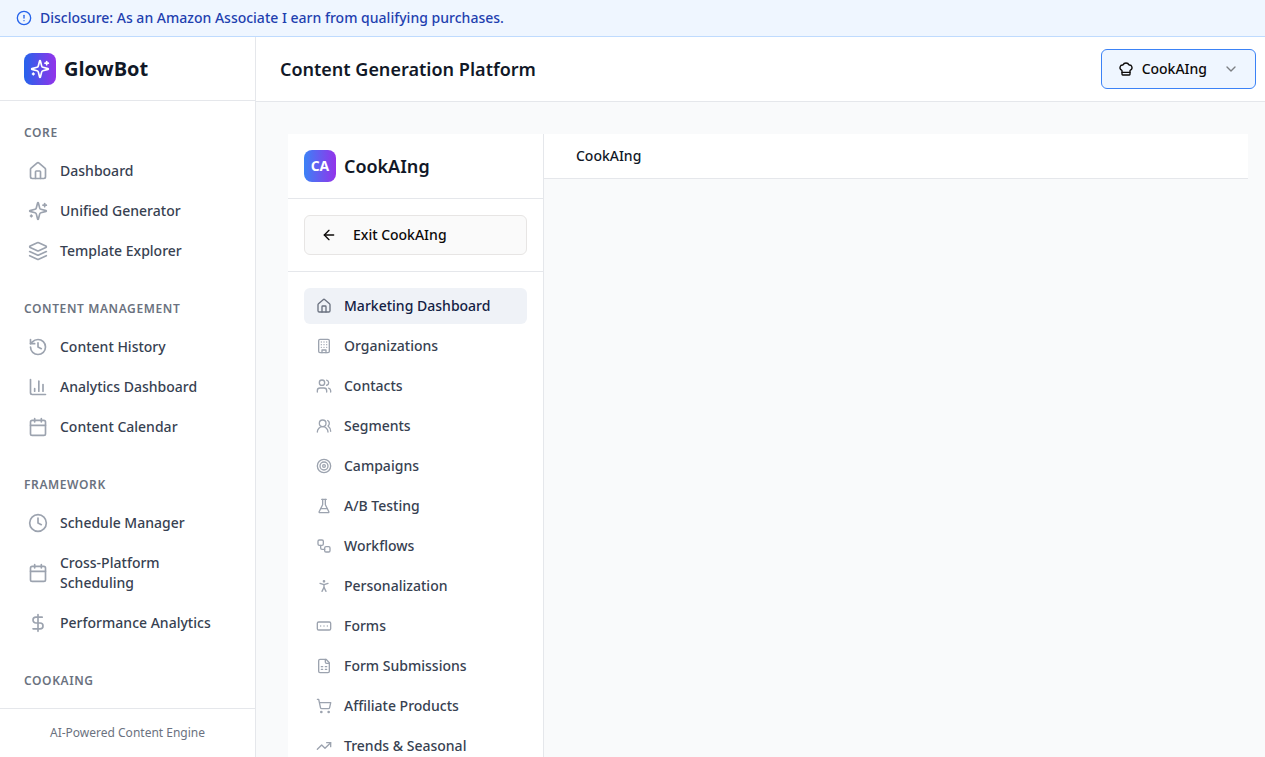 Disclosure: As an Amazon Associate I earn from qualifying purchases.
GlowBot
Content Generation Platform
CookAIng
CORE
Dashboard
Unified Generator
Template Explorer
CONTENT MANAGEMENT
Content History
Analytics Dashboard
Content Calendar
FRAMEWORK
Schedule Manager
Cross-Platform
Scheduling
Performance Analytics
COOKAING
AI-Powered Content Engine
CA CookAIng
Exit CookAIng
Marketing Dashboard
Organizations
Contacts
Segments
Campaigns
A/B Testing
Workflows
Personalization
Forms
Form Submissions
Affiliate Products
Trends & Seasonal
CookAIng